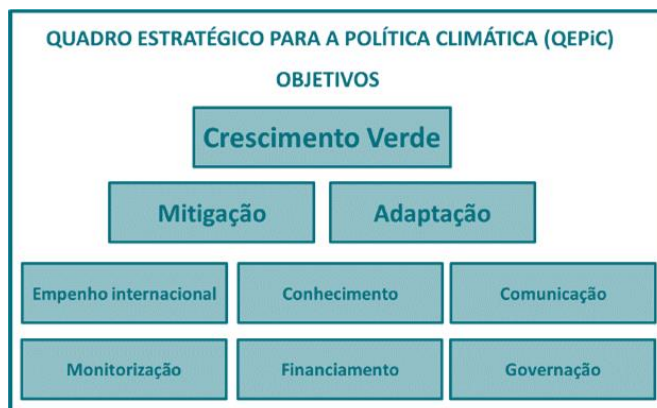 QUADRO ESTRATÉGICO PARA A POLÍTICA CLIMÁTICA (QEPiC)
OBJETIVOS
Crescimento Verde
Mitigação
Adaptação
Empenho internacional
Conhecimento
Comunicação
Monitorização
Financiamento
Governação